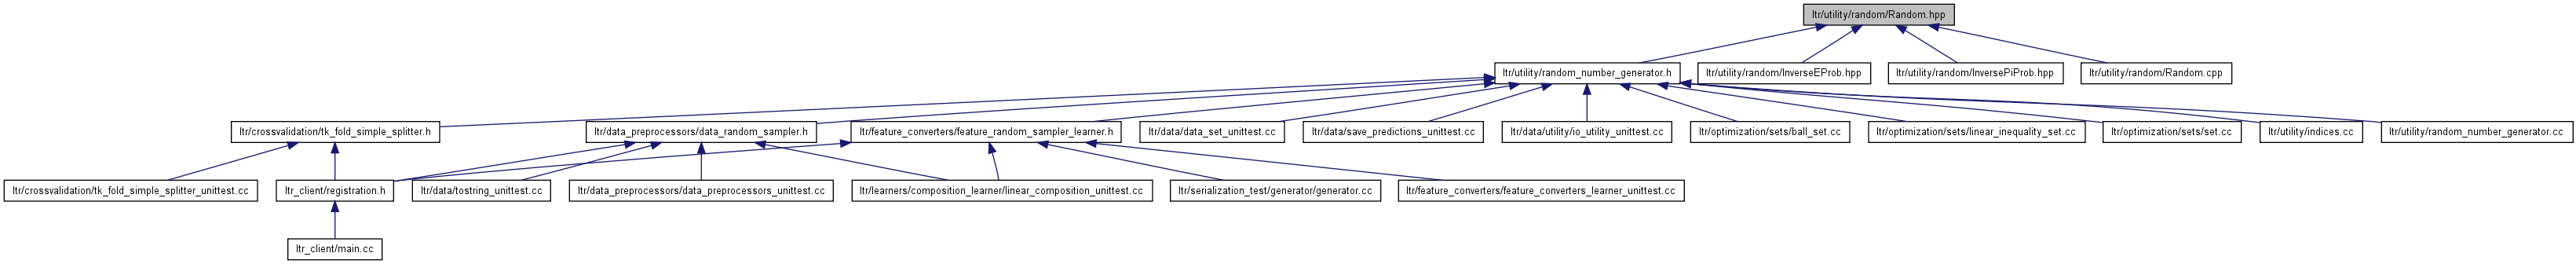 ltr/utility/random/Random.hpp
ltr/utility/random_number_generator.h
ltr/utility/random/InverseEProb.hpp
ltr/utility/random/InversePiProb.hpp
ltr/utility/random/Random.cpp
ltr/crossvalidation/tk_fold_simple_splitter.h
ltr/data_preprocessors/data_random_sampler.h
ltr/feature_converters/feature_random_sampler_learner.h
ltr/data/data_set_unittest.cc
ltr/data/save_predictions_unittest.cc
ltr/data/utility/io_utility_unittest.cc
ltr/optimization/sets/ball_set.cc
ltr/optimization/sets/linear_inequality_set.cc
ltr/optimization/sets/set.cc
ltr/utility/indices.cc
ltr/utility/random_number_generator.cc
ltr/crossvalidation/tk_fold_simple_splitter_unittest.cc
ltr_client/registration.h
ltr/data/tostring_unittest.cc
ltr/data_preprocessors/data_preprocessors_unittest.cc
ltr/learners/composition_learner/linear_composition_unittest.cc
ltr/serialization_test/generator/generator.cc
ltr/feature_converters/feature_converters_learner_unittest.cc
ltr_client/main.cc